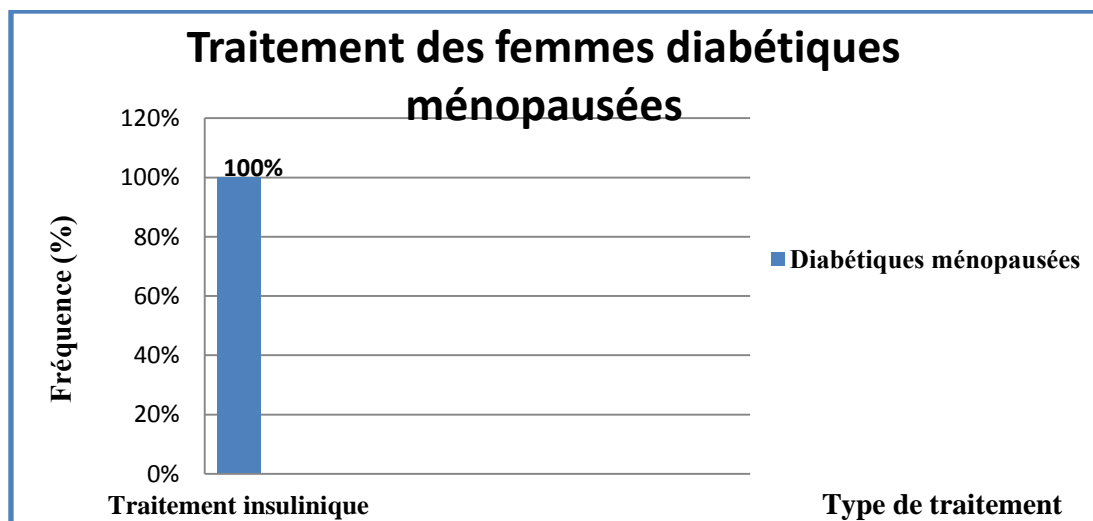 Traitement des femmes diabétiques
ménopausées
120%
100%
100%
80%
60%
40%
20%
0%
Fréquence (%)
Diabétiques ménopausées
Traitement insulinique
Type de traitement